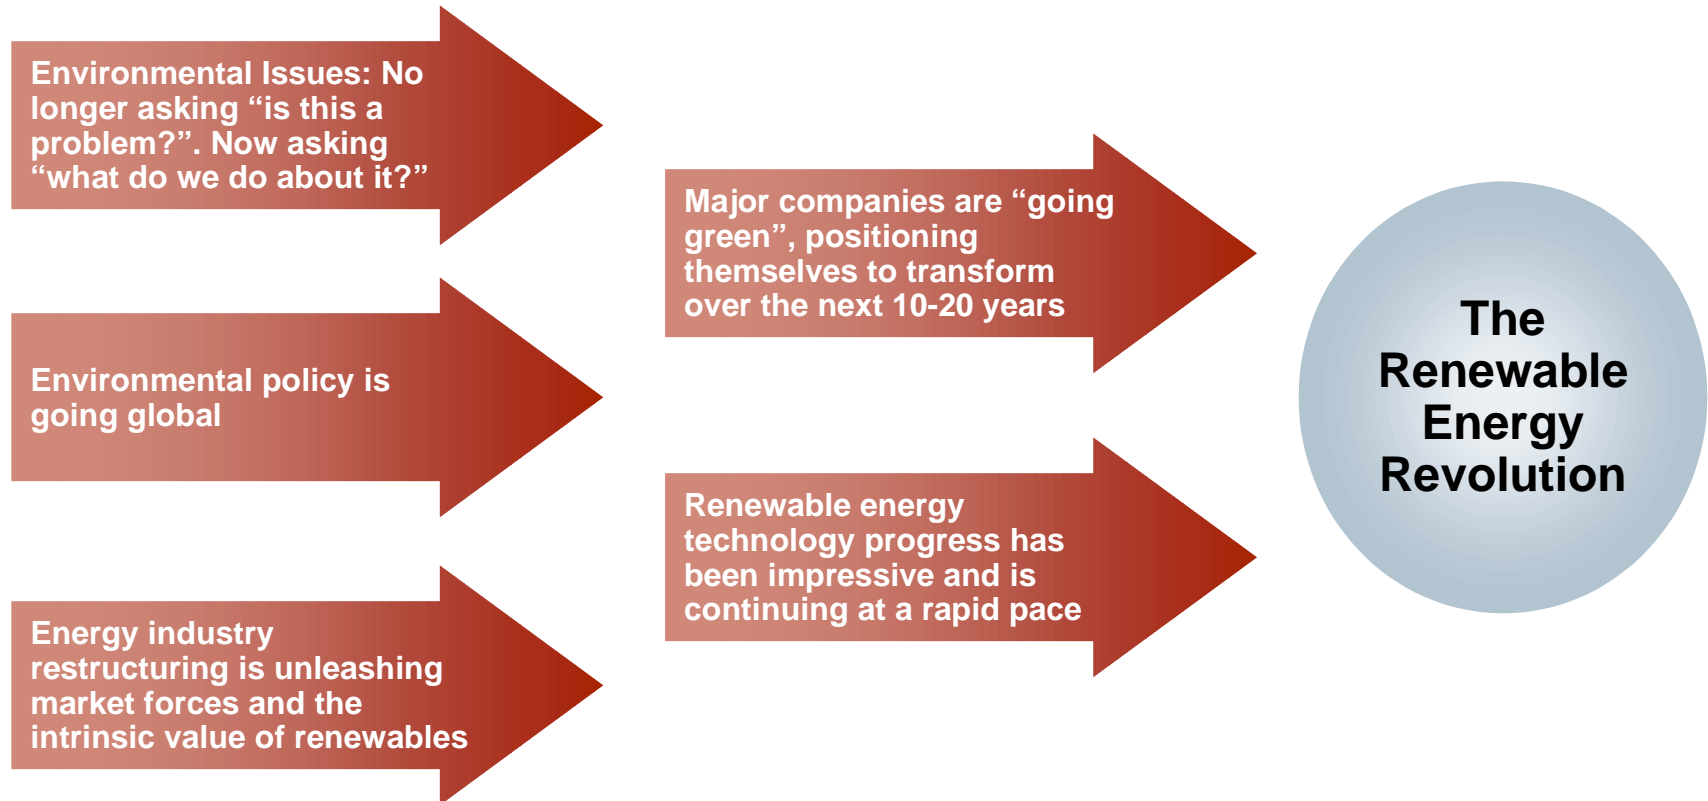 Environmental Issues: No
longer asking “is this a
problem?”. Now asking
“what do we do about it?”
Environmental policy is
going global
Energy industry
restructuring is unleashing
market forces and the
intrinsic value of renewables
Major companies are “going
green”, positioning
themselves to transform
over the next 10-20 years
Renewable energy
technology progress has
been impressive and is
continuing at a rapid pace
The
Renewable
Energy
Revolution